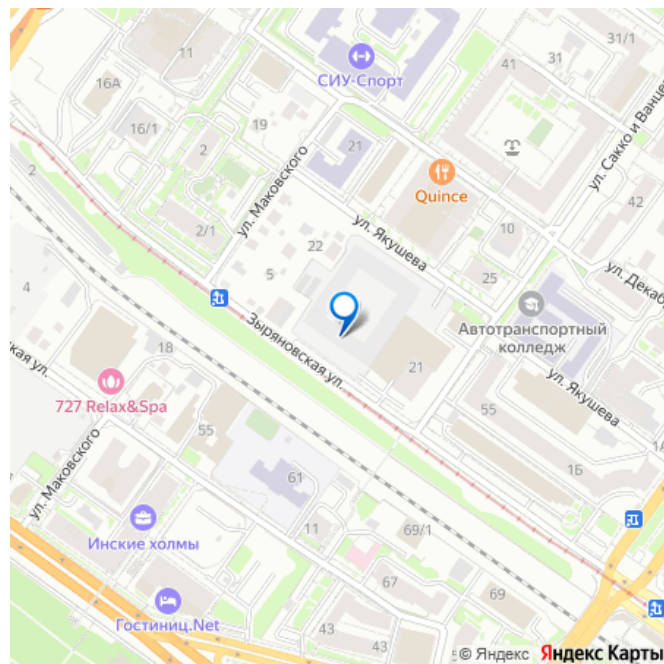 11
СИУ-Спорт
31/1
41
31
16А
16/1
19
2
21
ул. Сакко и Ванце
2
Quince
42
ул. Маковского
ул. Якушева
10
2/1
22
5
25
ул. Декаб
4
Автотранспортный
колледж
Зыряновская ул.
18
21
кая ул.
ул. Якушева
727 Relax&Spa
55
55
ул. Маковского
61
1Б
1А
Инские холмы
11
69/1
67
69
Гостиниц.Net
43
43
© Яндекс Яндекс Карты